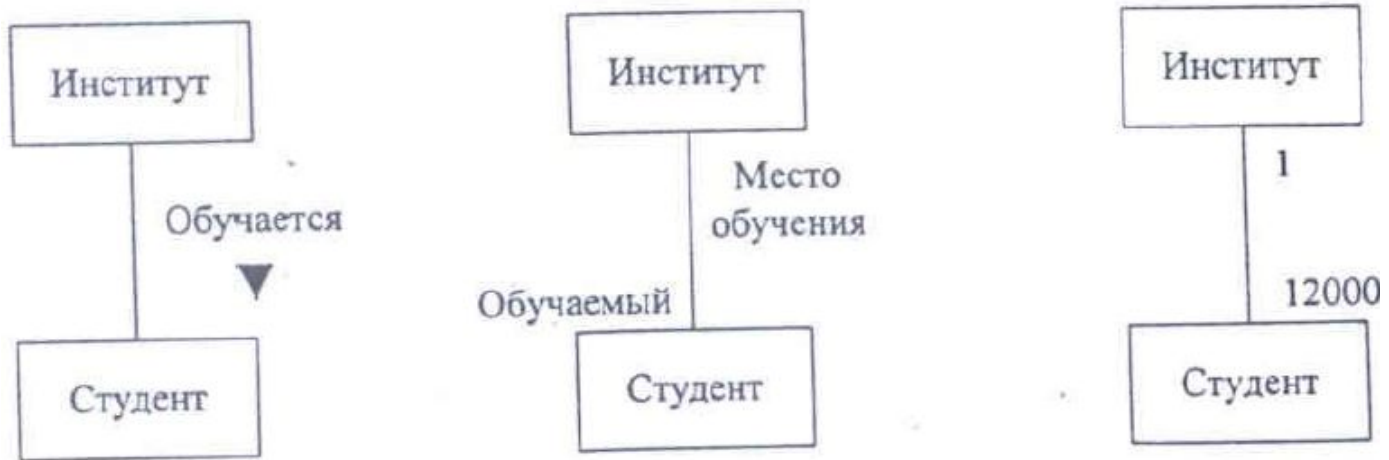 Институт
Обучается
Студент
Институт
Место
обучения
Обучаемый
Студент
Институт
1
12000
Студент